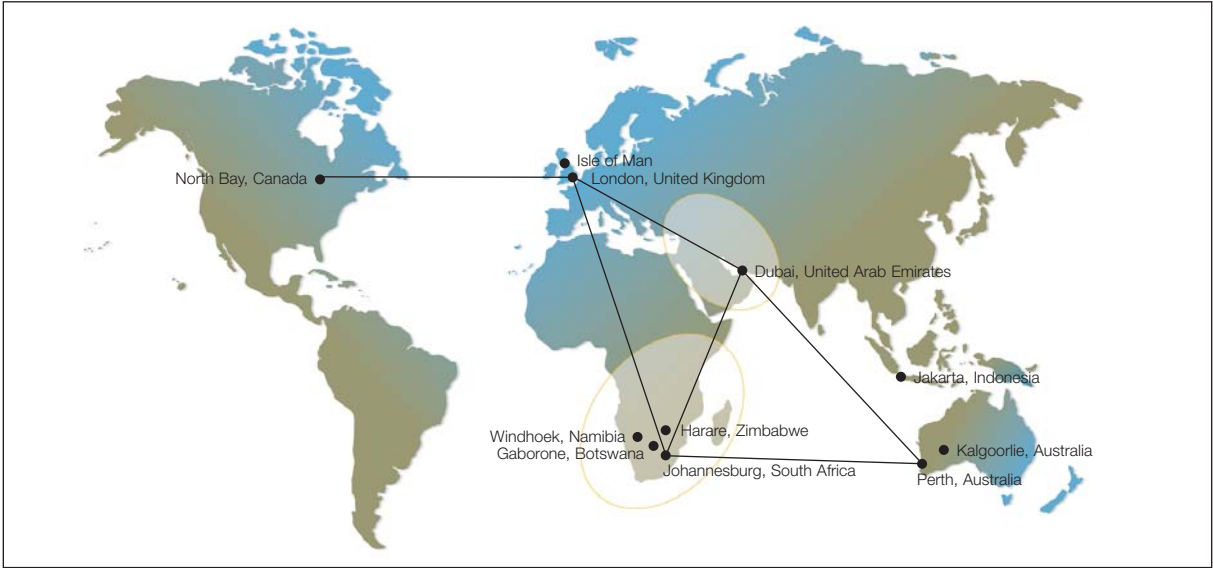 Isle of Man
North Bay, Canada
London, United Kingdom
Dubai, United Arab Emirates
Jakarta, Indonesia
Windhoek, Namibia
Harare, Zimbabwe
Gaborone, Botswana
Kalgoorlie, Australia
Johannesburg, South Africa
Perth, Australia